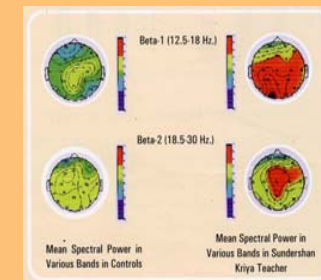 Beta-1 (12.5-18 Hz.)
Beta-2 (18.5-30 Hz.)
Mean Spectral Power in
Various Bands in Controls
Mean Spectral Power in
Various Bands in Sundershan
Kriya Teacher